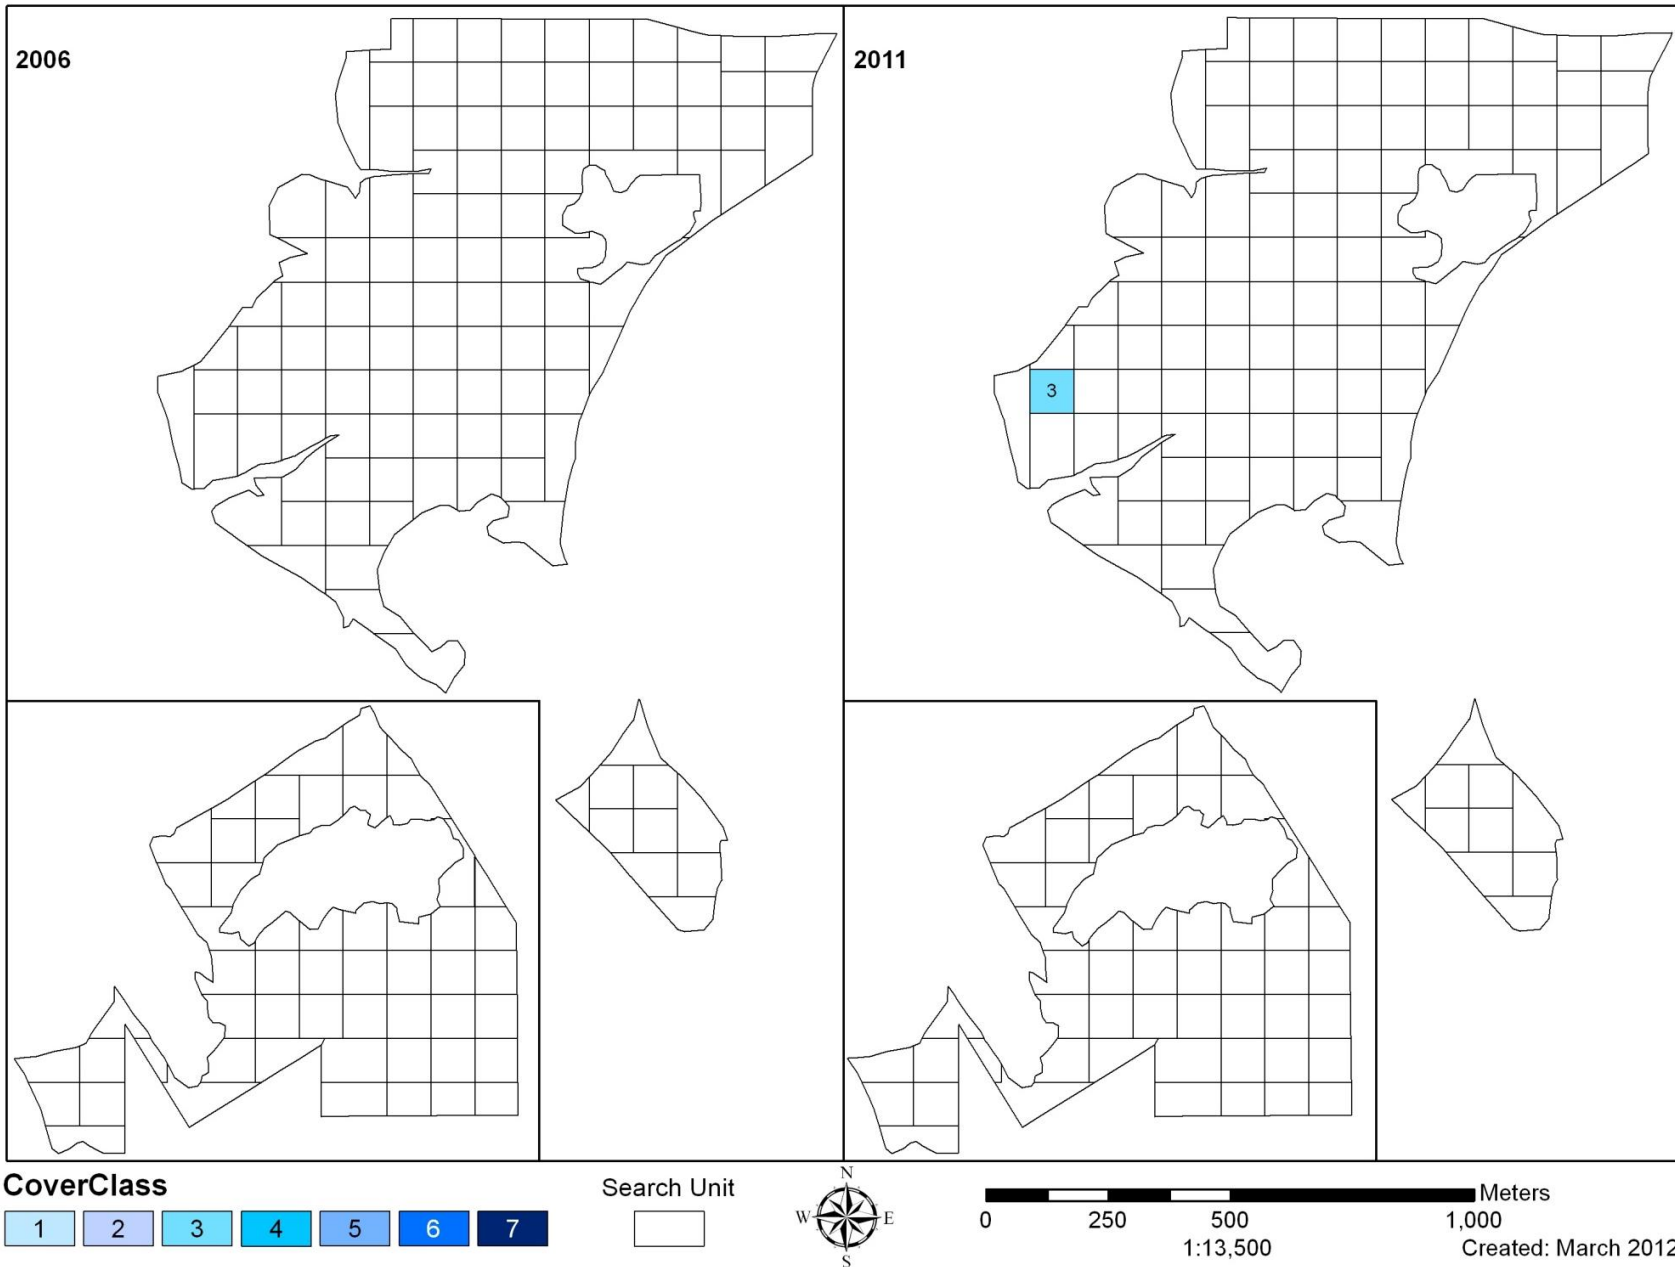 2006
2011
3
CoverClass
1 2 3 4 5 6 7
Search Unit
N
W E
S
Meters
0 250 500 1,000
1:13,500
Created: March 2012